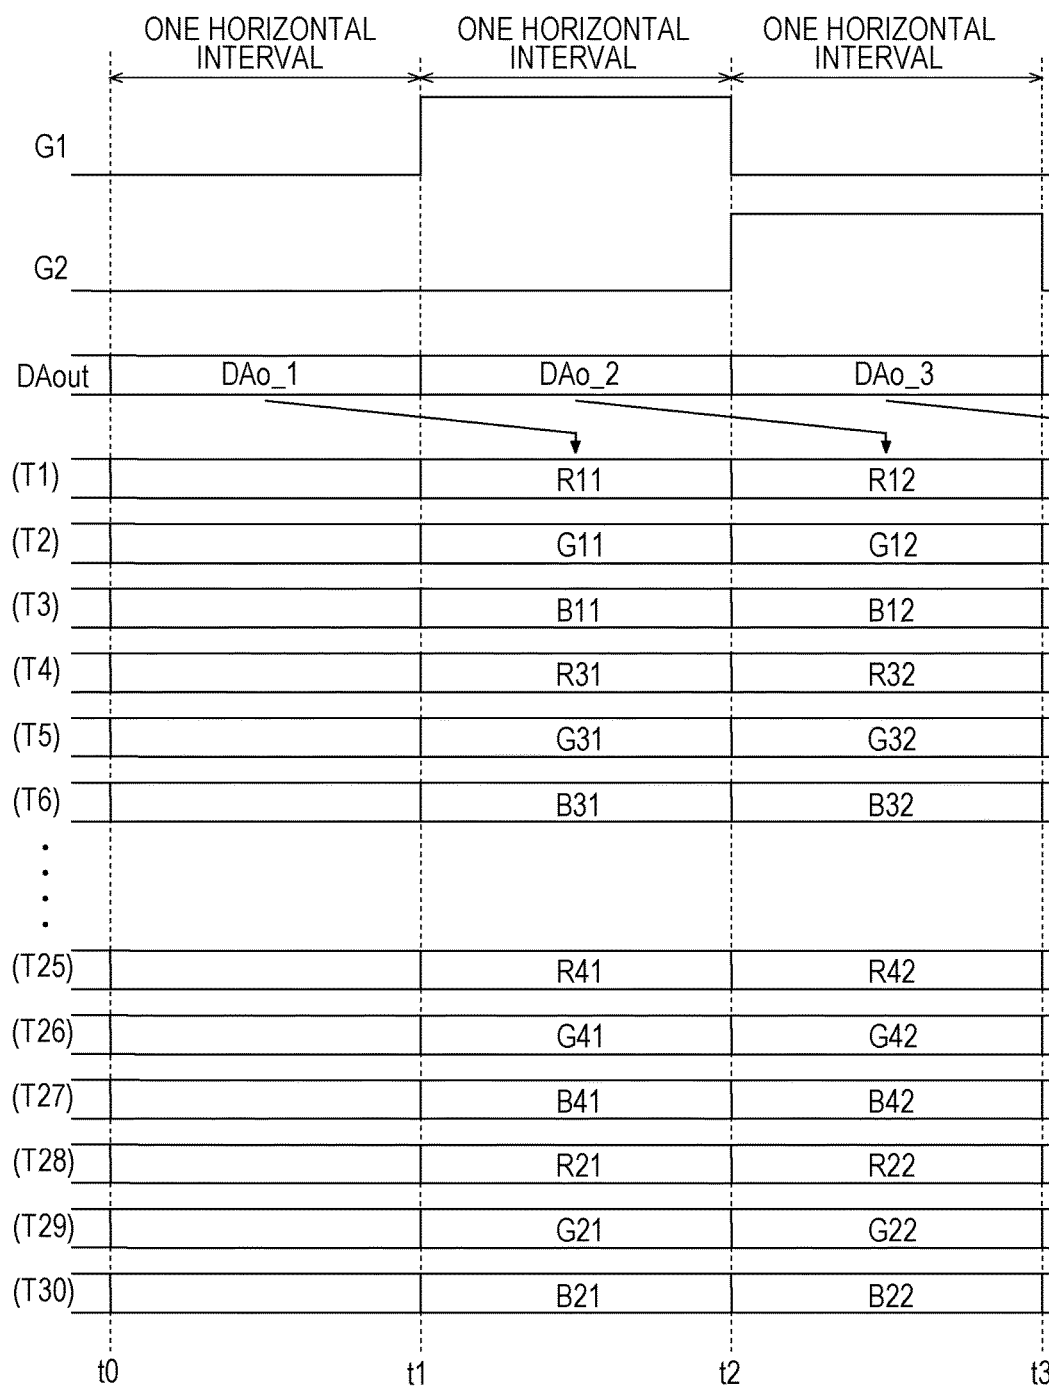 ONE HORIZONTAL INTERVAL ONE HORIZONTAL INTERVAL ONE HORIZONTAL INTERVAL
G1
G2
DAout DAo_1 DAo_2 DAo_3
(T1) R11 R12
(T2) G11 G12
(T3) B11 B12
(T4) R31 R32
(T5) G31 G32
(T6) B31 B32
(T25) R41 R42
(T26) G41 G42
(T27) B41 B42
(T28) R21 R22
(T29) G21 G22
(T30) B21 B22
t0 t1 t2 t3